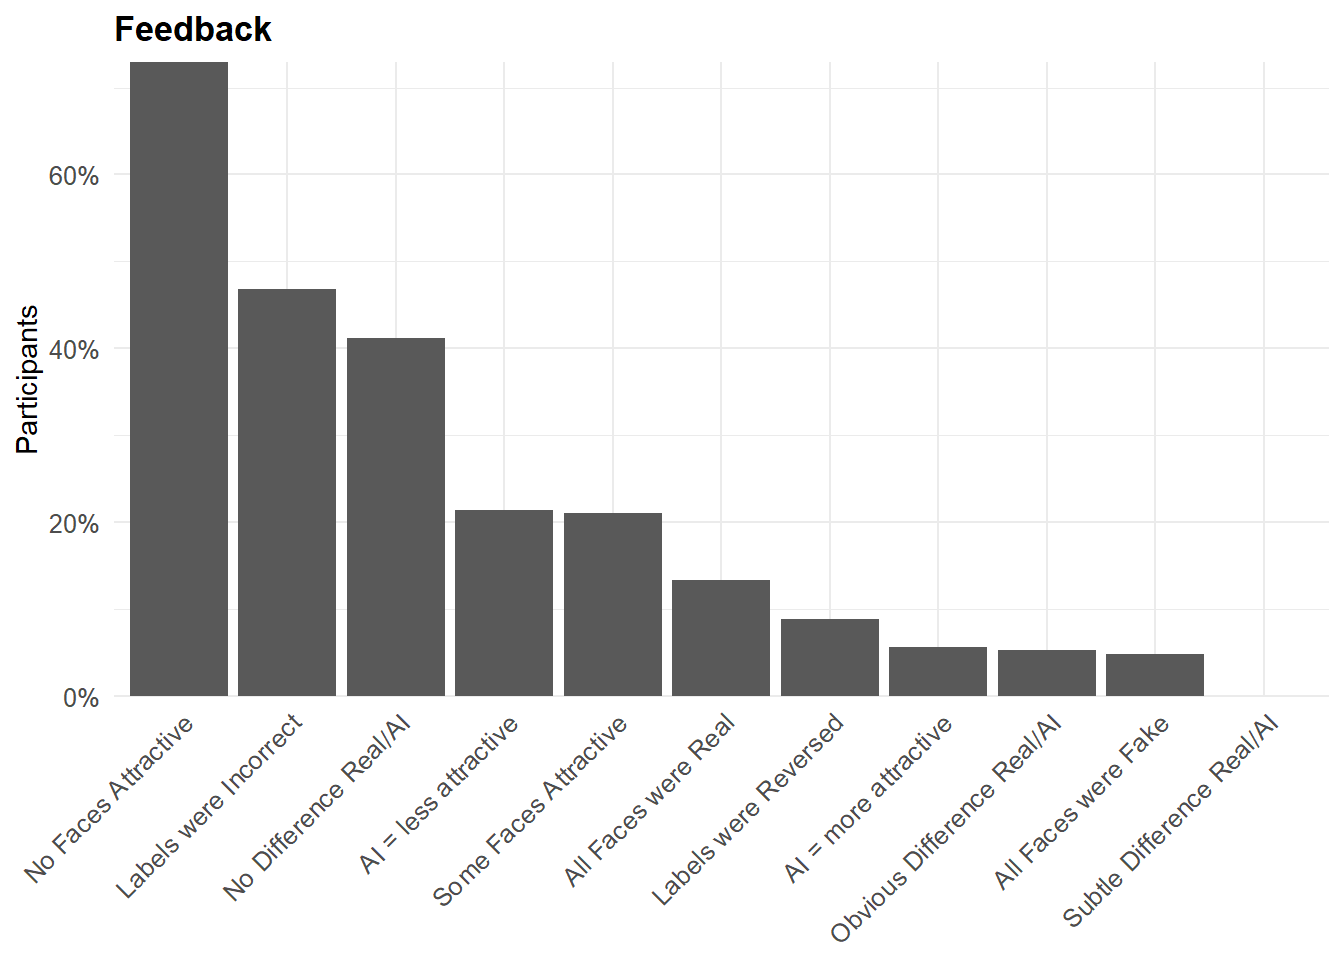 Feedback
Participants
60%
40%
20%
0%
No Faces Attractive
Labels were Incorrect
No Difference Real/AI
AI = less attractive
Some Faces Attractive
All Faces were Real
Labels were Reversed
AI = more attractive
Obvious Difference Real/AI
All Faces were Fake
Subtle Difference Real/AI